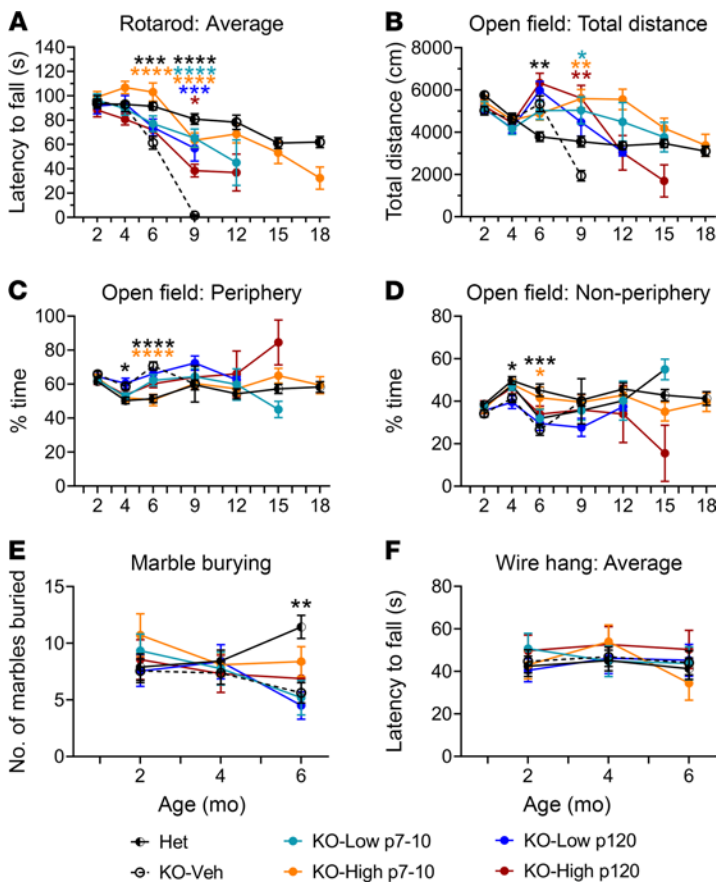 A Rotarod: Average
Latency to fall (s)
140
120
100
80
60
40
20
0
*** ****
**** ****
****
***
*
2 4 6 9 12 15 18
B Open field: Total distance
Total distance (cm)
8000
6000
4000
2000
0
** *
**
**
2 4 6 9 12 15 18
C Open field: Periphery
% time
100
80
60
40
20
0
* ****
****
2 4 6 9 12 15 18
D Open field: Non-periphery
% time
80
60
40
20
0
* ***
*
2 4 6 9 12 15 18
E Marble burying
No. of marbles buried
15
10
5
0
**
2 4 6
Age (mo)
F Wire hang: Average
Latency to fall (s)
80
60
40
20
0
2 4 6
Age (mo)
Het KO-Low p7-10 KO-Low p120
KO-Veh KO-High p7-10 KO-High p120